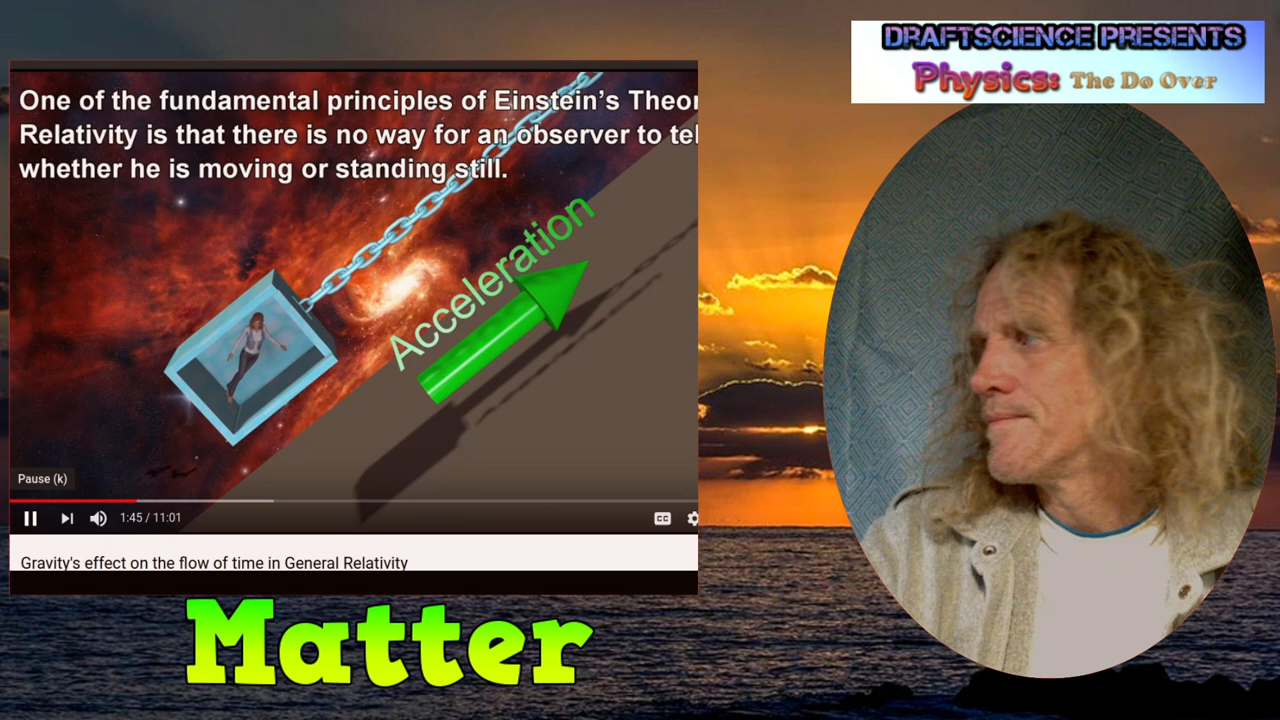 DRAFTSCIENCE PRESENTS
Physics: The Do Over
One of the fundamental principles of Einstein's Theor
Relativity is that there is no way for an observer to tel
whether he is moving or standing still.
Acceleration
Pause (k)
1:45 / 11:01
CC
Gravity's effect on the flow of time in General Relativity
Matter